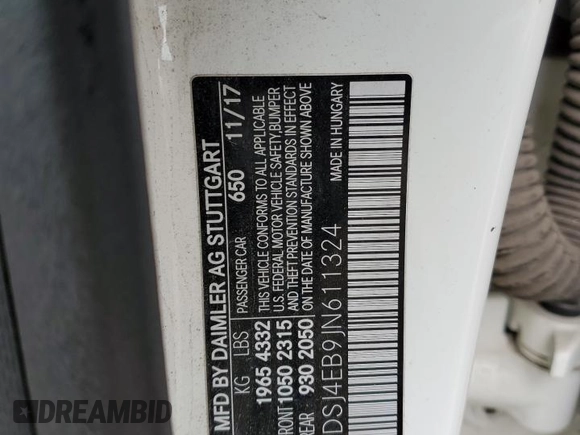 MFD BY DAIMLER AG STUTTGART
650 11/17
KG LBS PASSENGER CAR
1965 4332 THIS VEHICLE CONFORMS TO ALL APPLICABLE
U.S. FEDERAL MOTOR VEHICLE SAFETY,BUMPER
FRONT 1050 2315 AND THEFT PREVENTION STANDARDS IN EFFECT
REAR 930 2050 ON THE DATE OF MANUFACTURE SHOWN ABOVE
MADE IN HUNGARY
DSJ4EB9JN611324
DREAMBID